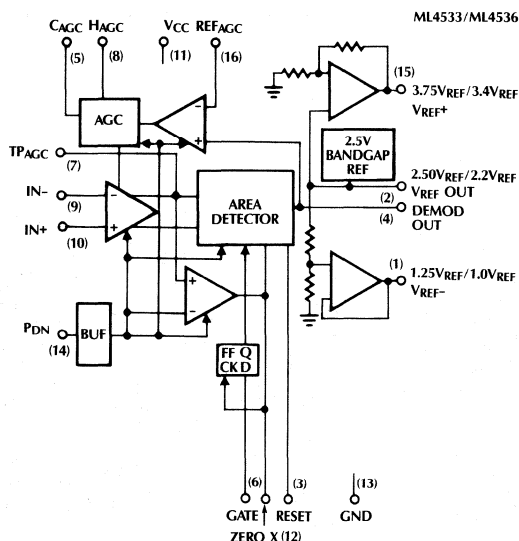 ML4533/ML4536
CAGC HAGC VCC REFAGC
(5) (8) (11) (16)
(15)
3.75VREF/3.4VREF
VREF+
AGC
-
+
TPAGC
(7)
2.5V
BANDGAP
REF
2.50VREF/2.2VREF
VREF OUT
(2)
(4)
DEMOD
OUT
IN-
(9)
IN+
(10)
-
+
AREA
DETECTOR
(1)
1.25VREF/1.0VREF
VREF-
+
-
PDN
(14)
BUF
FF Q
CK D
(6) (3) (13)
GATE RESET GND
ZERO X (12)